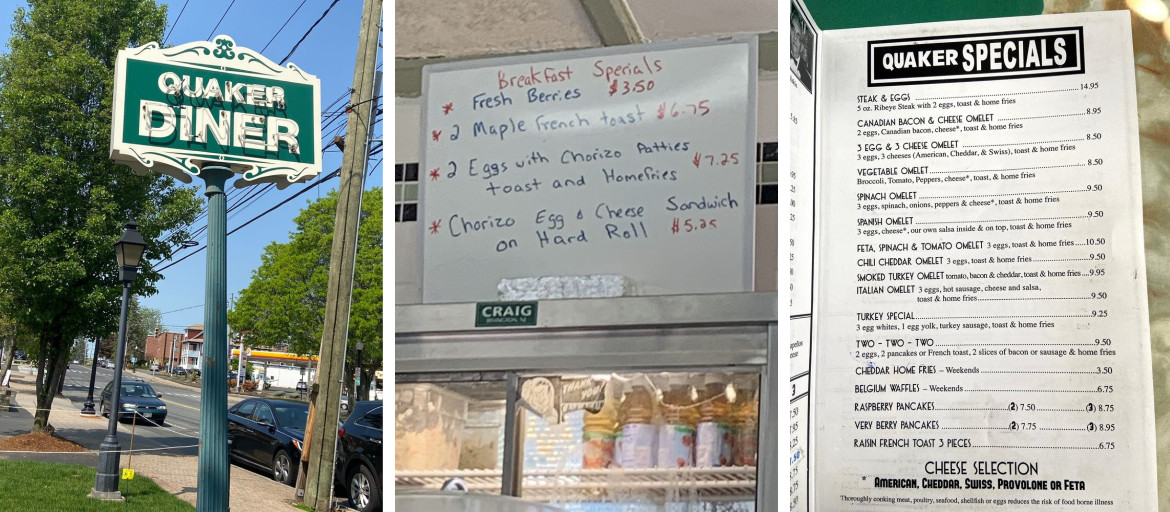 QUAKER
DINER
Breakfast Specials
* Fresh Berries $3.50
* 2 Maple French toast $6.75
* 2 Eggs with Chorizo Patties
toast and Homefries $7.25
* Chorizo Egg & Cheese Sandwich
on Hard Roll $5.25
CRAIG
THANK YOU
QUAKER SPECIALS
STEAK & EGGS 14.95
5 oz. Ribeye Steak with 2 eggs, toast & home fries
CANADIAN BACON & CHEESE OMELET 8.95
2 eggs, Canadian bacon, cheese*, toast & home fries
3 EGG & 3 CHEESE OMELET 8.50
3 eggs, 3 cheeses (American, Cheddar, & Swiss), toast & home fries
VEGETABLE OMELET 8.50
Broccoli, Tomato, Peppers, cheese*, toast, & home fries
SPINACH OMELET 9.50
3 eggs, spinach, onions, peppers & cheese*, toast & home fries
SPANISH OMELET 9.50
3 eggs, cheese*, our own salsa inside & on top, toast & home fries
FETA, SPINACH & TOMATO OMELET 3 eggs, toast & home fries 10.50
CHILI CHEDDAR OMELET 3 eggs, toast & home fries 9.50
SMOKED TURKEY OMELET tomato, bacon & cheddar, toast & home fries 9.95
ITALIAN OMELET 3 eggs, hot sausage, cheese and salsa,
toast & home fries 9.50
TURKEY SPECIAL 9.25
3 egg whites, 1 egg yolk, turkey sausage, toast & home fries
TWO - TWO - TWO 9.50
2 eggs, 2 pancakes or French toast, 2 slices of bacon or sausage & home fries
CHEDDAR HOME FRIES – Weekends 3.50
BELGIUM WAFFLES – Weekends 6.75
RASPBERRY PANCAKES (2) 7.50 (3) 8.75
VERY BERRY PANCAKES (2) 7.75 (3) 8.95
RAISIN FRENCH TOAST 3 PIECES 6.75
CHEESE SELECTION
* AMERICAN, CHEDDAR, SWISS, PROVOLONE OR FETA
Thoroughly cooking meat, poultry, seafood, shellfish or eggs reduces the risk of food borne illness